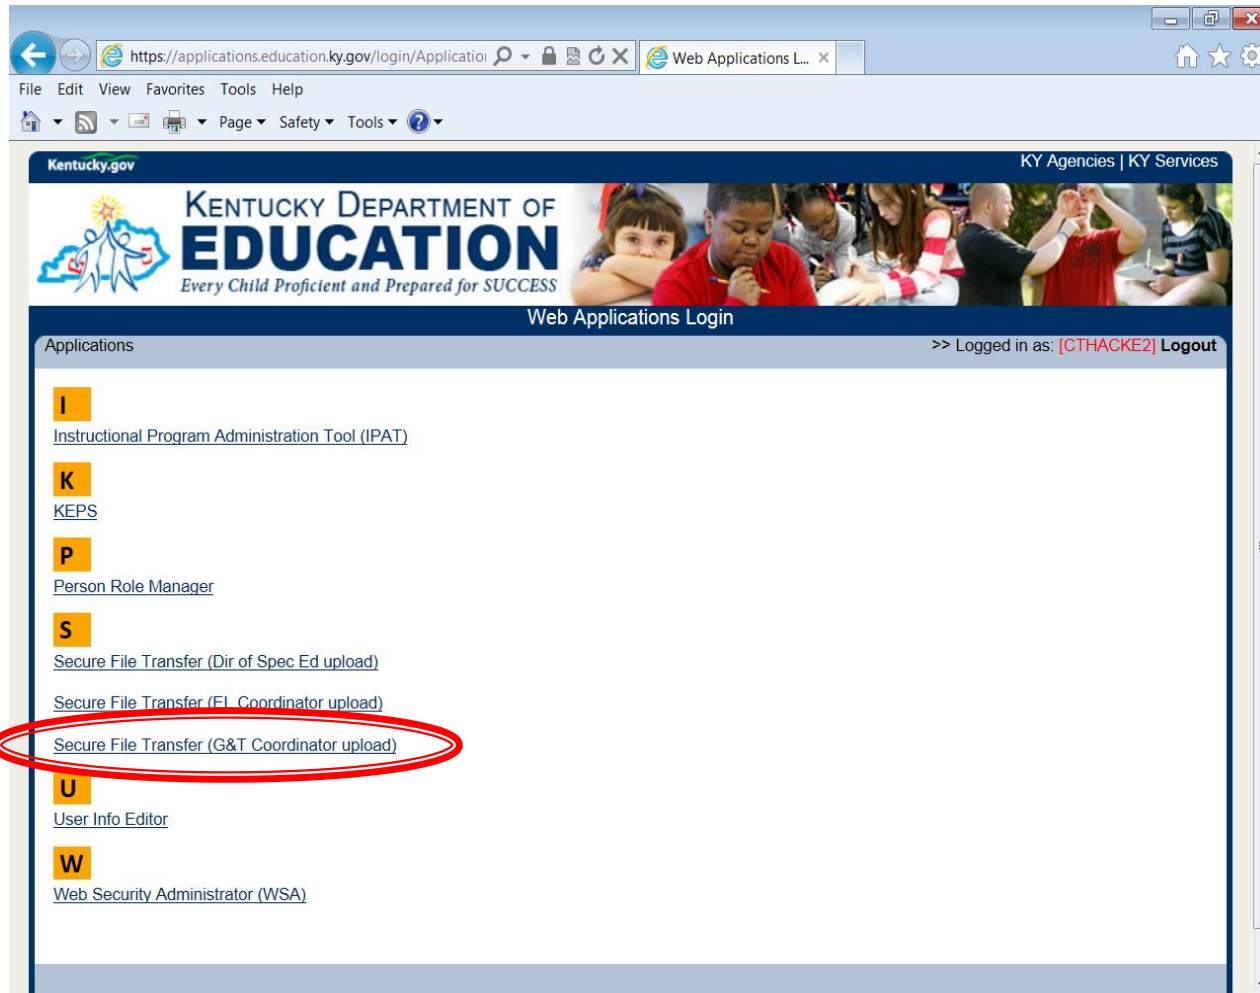 https://applications.education.ky.gov/login/Application
Web Applications L...
File Edit View Favorites Tools Help
Page Safety Tools
Kentucky.gov
KY Agencies | KY Services
KENTUCKY DEPARTMENT OF
EDUCATION
Every Child Proficient and Prepared for SUCCESS
Web Applications Login
Applications
>> Logged in as: [CTHACKE2] Logout
I
Instructional Program Administration Tool (IPAT)
K
KEPS
P
Person Role Manager
S
Secure File Transfer (Dir of Spec Ed upload)
Secure File Transfer (EL Coordinator upload)
Secure File Transfer (G&T Coordinator upload)
U
User Info Editor
W
Web Security Administrator (WSA)